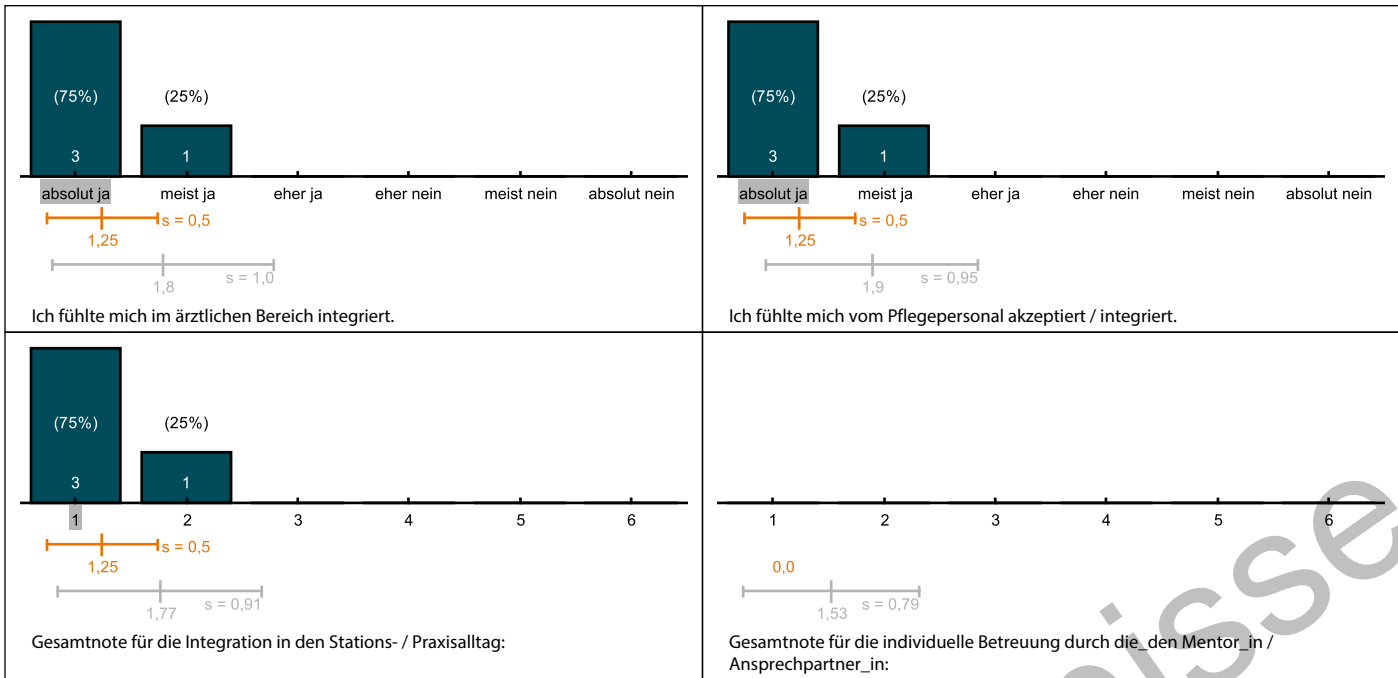 (75%) (25%)
3 1
absolut ja meist ja eher ja eher nein meist nein absolut nein
s = 0,5
1,25
s = 1,0
1,8
Ich fühlte mich im ärztlichen Bereich integriert.
(75%) (25%)
3 1
absolut ja meist ja eher ja eher nein meist nein absolut nein
s = 0,5
1,25
s = 0,95
1,9
Ich fühlte mich vom Pflegepersonal akzeptiert / integriert.
(75%) (25%)
3 1
1 2 3 4 5 6
s = 0,5
1,25
s = 0,91
1,77
Gesamtnote für die Integration in den Stations- / Praxisalltag:
1 2 3 4 5 6
0,0
s = 0,79
1,53
Gesamtnote für die individuelle Betreuung durch die_den Mentor_in /
Ansprechpartner_in:
isse